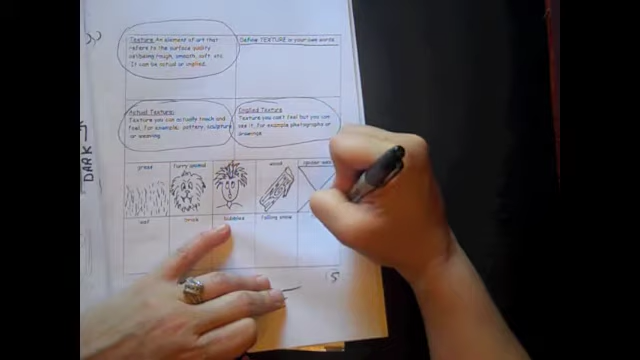 Texture: An element of art that
refers to the surface quality
Define TEXTURE in your own words
wellbeing rough, smooth, soft, etc.
It can be actual or implied.
Actual Texture:
Texture you can actually touch and
feel, for example: pottery, sculpture
or weaving
Implied Texture
Texture you can't feel but you can
see it, for example photographs or
drawings
DARK
grass
furry animal
wood
spider web
leaf
brick
bubbles
falling snow
15